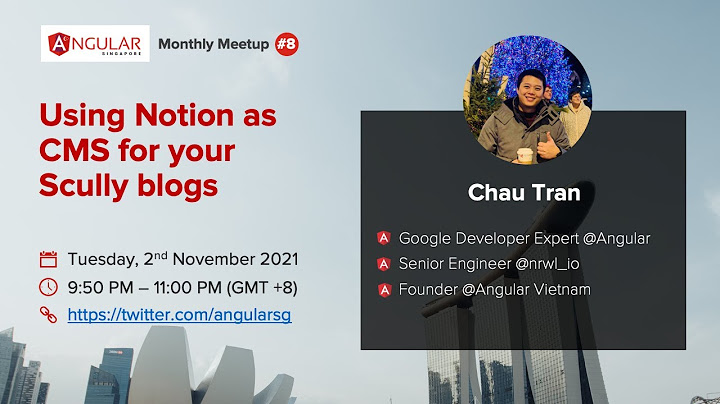 ANGULAR
SINGAPORE
Monthly Meetup #8
Using Notion as
CMS for your
Scully blogs
Tuesday, 2nd November 2021
9:50 PM – 11:00 PM (GMT +8)
https://twitter.com/angularsg
Chau Tran
Google Developer Expert @Angular
Senior Engineer @nrwl_io
Founder @Angular Vietnam